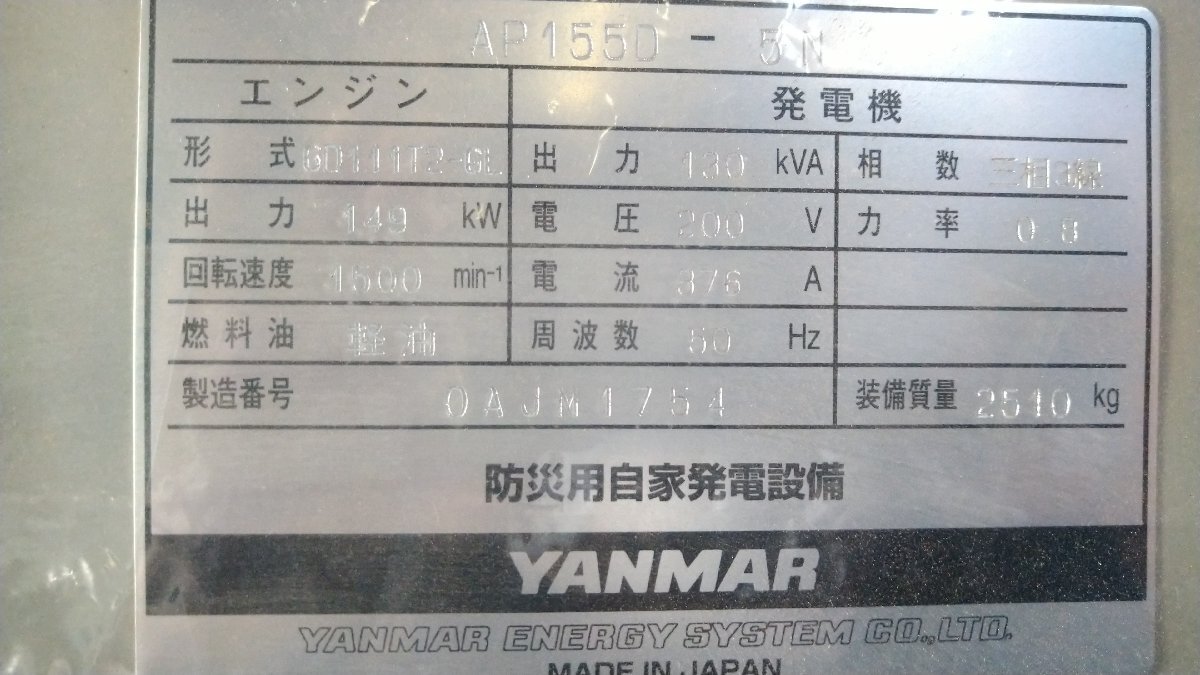 AP155D-5N
エンジン 発電機
形式 6D111T2-GL 出力 130 kVA 相数 三相3線
出力 149 kW 電圧 200 V 力率 0.8
回転速度 1500 min-1 電流 376 A
燃料油 軽油 周波数 50 Hz
製造番号 0AJM1754 装備質量 2510 kg
防災用自家発電設備
YANMAR
YANMAR ENERGY SYSTEM CO.,LTD.
MADE IN JAPAN